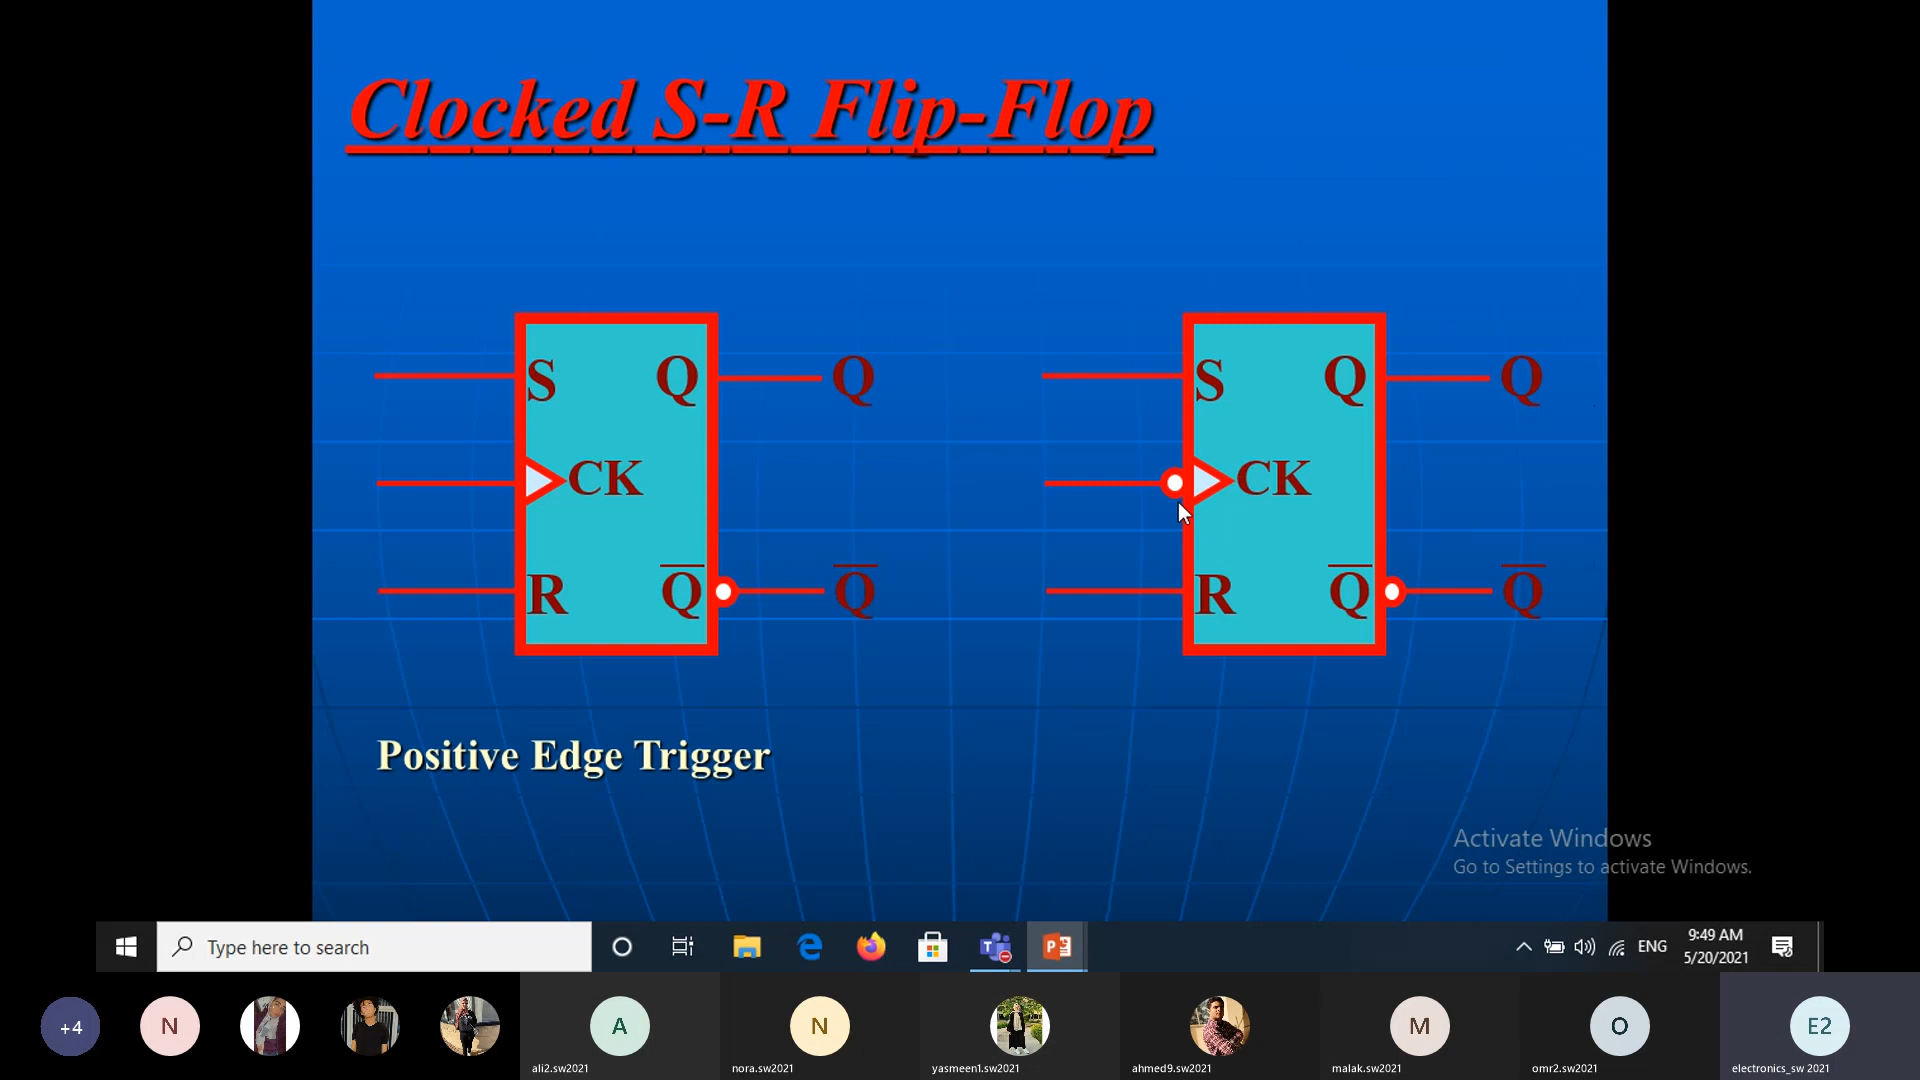 Clocked S-R Flip-Flop
S Q Q
CK
R Q̅ Q̅
S Q Q
CK
R Q̅ Q̅
Positive Edge Trigger
Activate Windows
Go to Settings to activate Windows.
Type here to search
ENG
9:49 AM
5/20/2021
+4
N
A
N
M
O
E2
ali2.sw2021
nora.sw2021
yasmeen1.sw2021
ahmed9.sw2021
malak.sw2021
omr2.sw2021
electronics_sw 2021